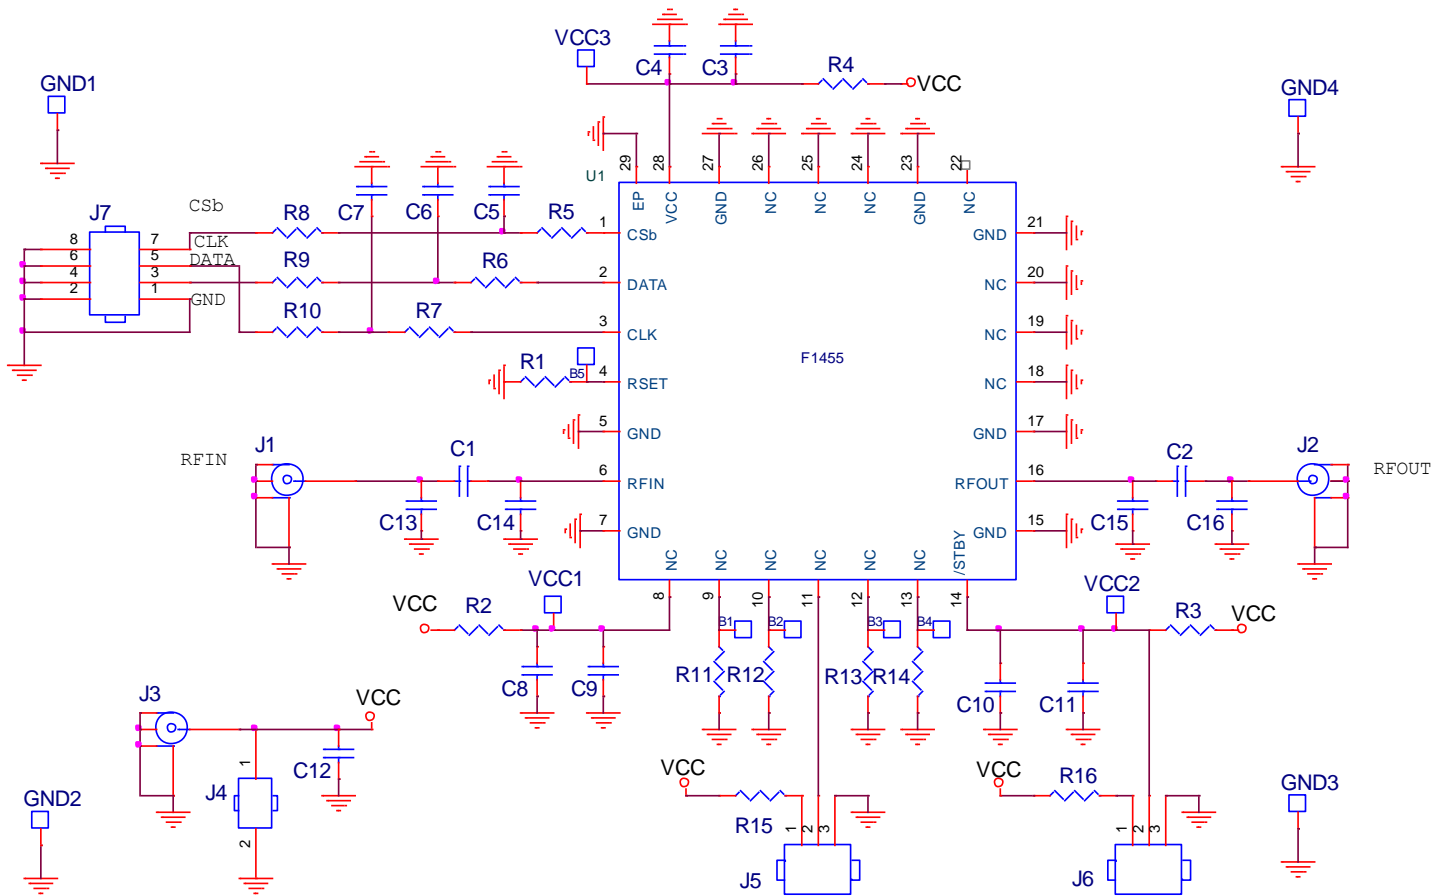 VCC3
C4
C3
R4
VCC
GND1
GND4
29
28
27
26
25
24
23
22
U1
EP
VCC
GND
NC
NC
NC
GND
NC
J7
CSb
R8
C7
C6
C5
R5
1
CSb
GND
21
8
7
CLK
6
5
DATA
R9
R6
2
DATA
NC
20
4
3
2
1
GND
R10
R7
3
CLK
NC
19
F1455
R1
B5
4
RSET
NC
18
5
GND
GND
17
RFIN
J1
C1
6
RFIN
RFOUT
16
C2
J2
RFOUT
C13
C14
7
GND
GND
15
C15
C16
NC
NC
NC
NC
NC
NC
/STBY
8
9
10
11
12
13
14
VCC
R2
VCC1
VCC2
R3
VCC
B1
B2
B3
B4
C8
C9
R11
R12
R13
R14
C10
C11
J3
VCC
C12
1
J4
2
VCC
R15
1
2
3
J5
VCC
R16
1
2
3
J6
GND2
GND3